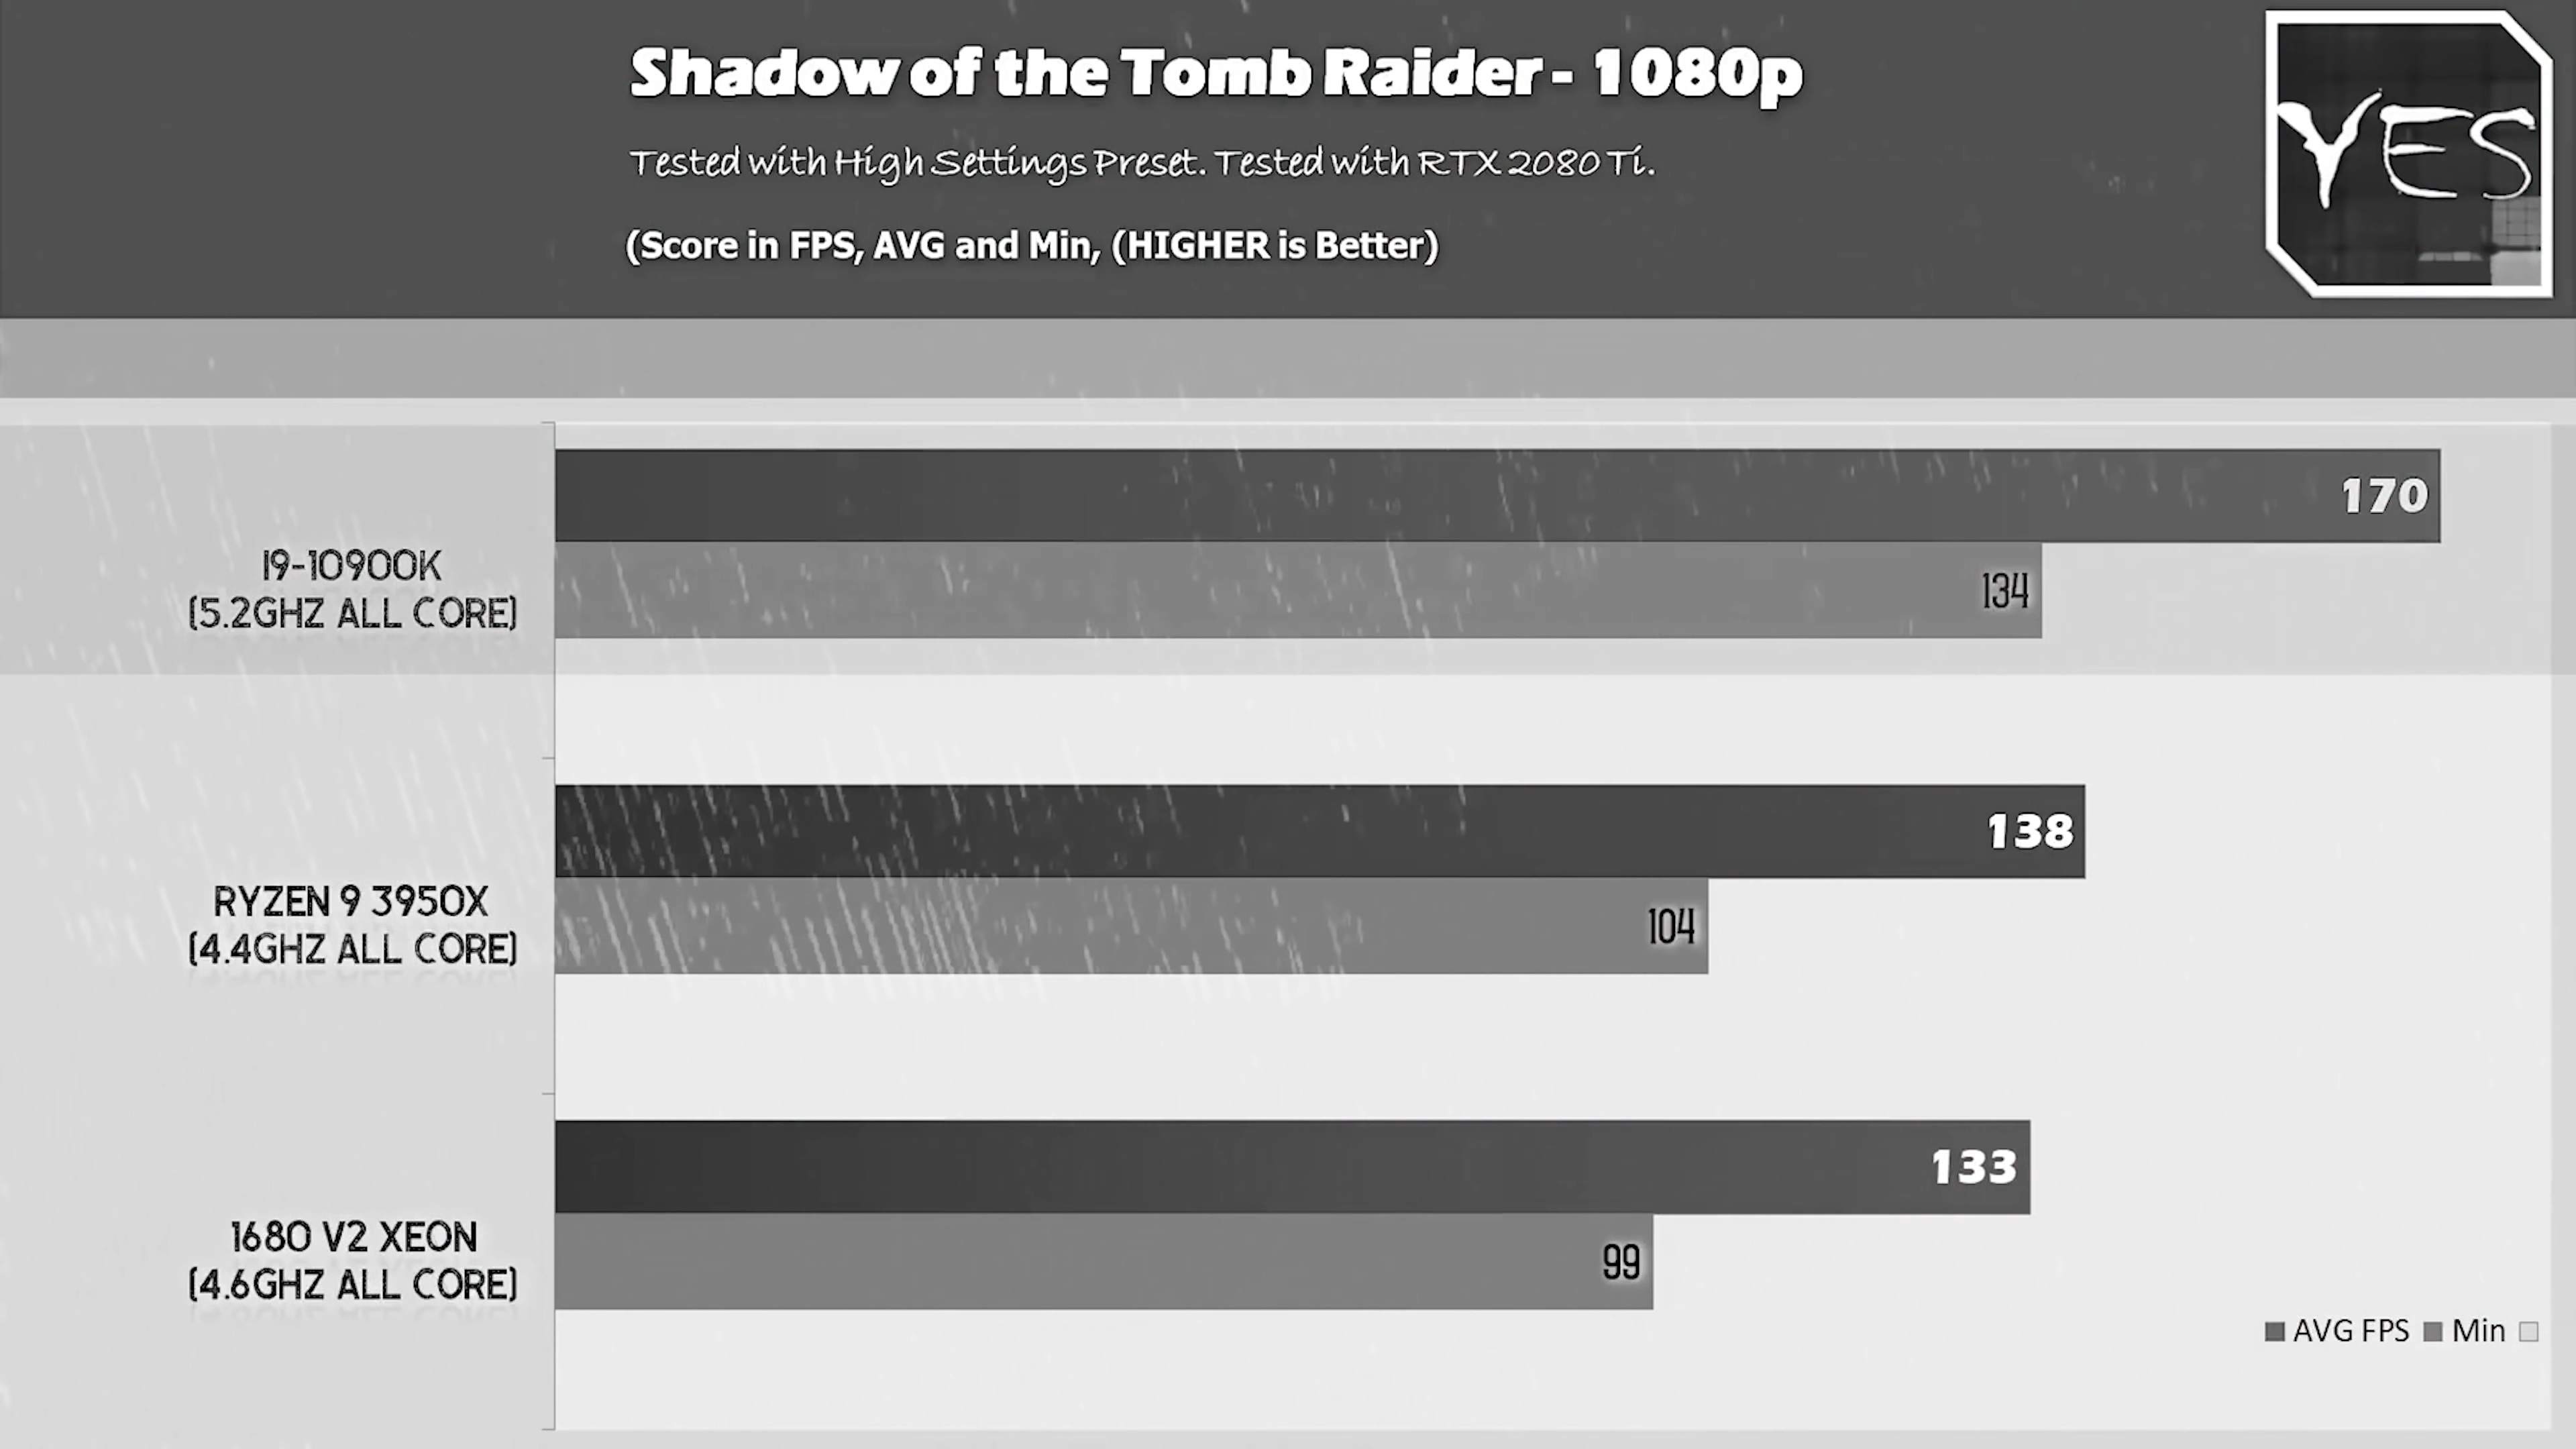 Shadow of the Tomb Raider - 1080p
Tested with High Settings Preset. Tested with RTX 2080 Ti.
(Score in FPS, AVG and Min, (HIGHER is Better)
YES
I9-10900K
(5.2GHZ ALL CORE)
170
134
RYZEN 9 3950X
(4.4GHZ ALL CORE)
138
104
1680 V2 XEON
(4.6GHZ ALL CORE)
133
99
AVG FPS Min